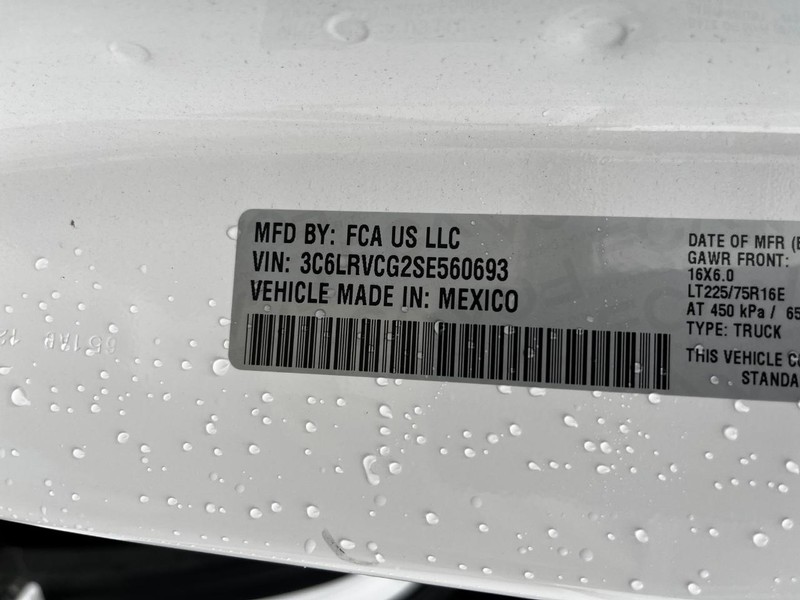 MFD BY: FCA US LLC
VIN: 3C6LRVCG2SE560693
VEHICLE MADE IN: MEXICO
DATE OF MFR
GAWR FRONT:
16X6.0
LT225/75R16E
AT 450 kPa / 65
TYPE: TRUCK
THIS VEHICLE